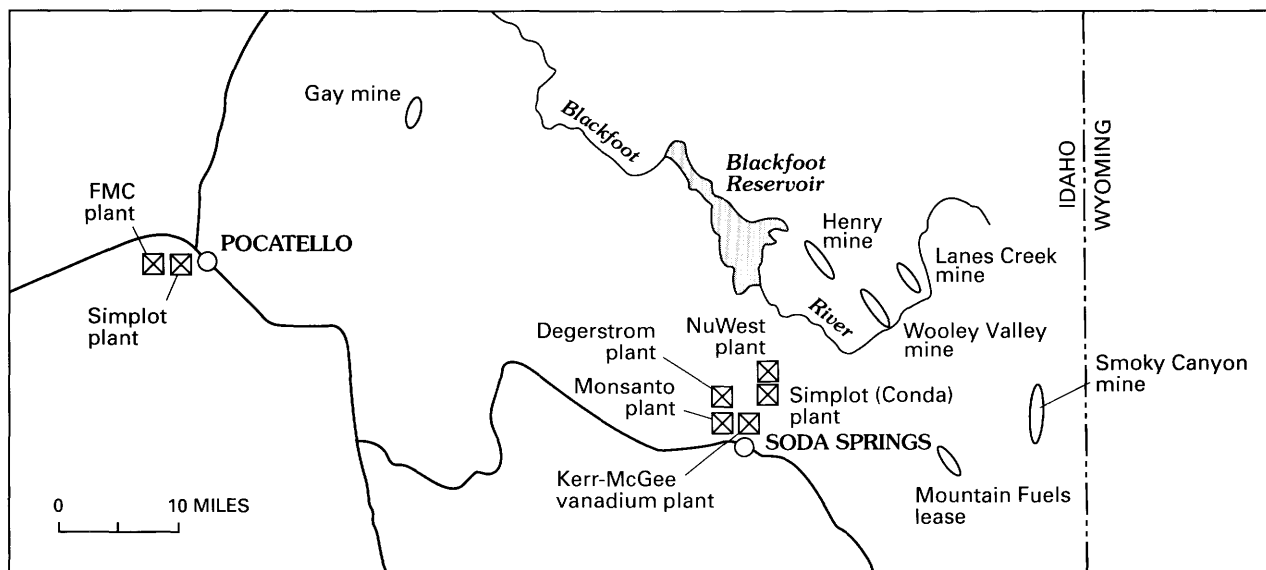 Gay mine
Blackfoot
Blackfoot
Reservoir
IDAHO
WYOMING
FMC
plant
POCATELLO
Simplot
plant
Henry
mine
Lanes Creek
mine
River
Wooley Valley
mine
Degerstrom
plant
NuWest
plant
Monsanto
plant
Simplot (Conda)
plant
Smoky Canyon
mine
SODA SPRINGS
Kerr-McGee
vanadium plant
Mountain Fuels
lease
0 10 MILES